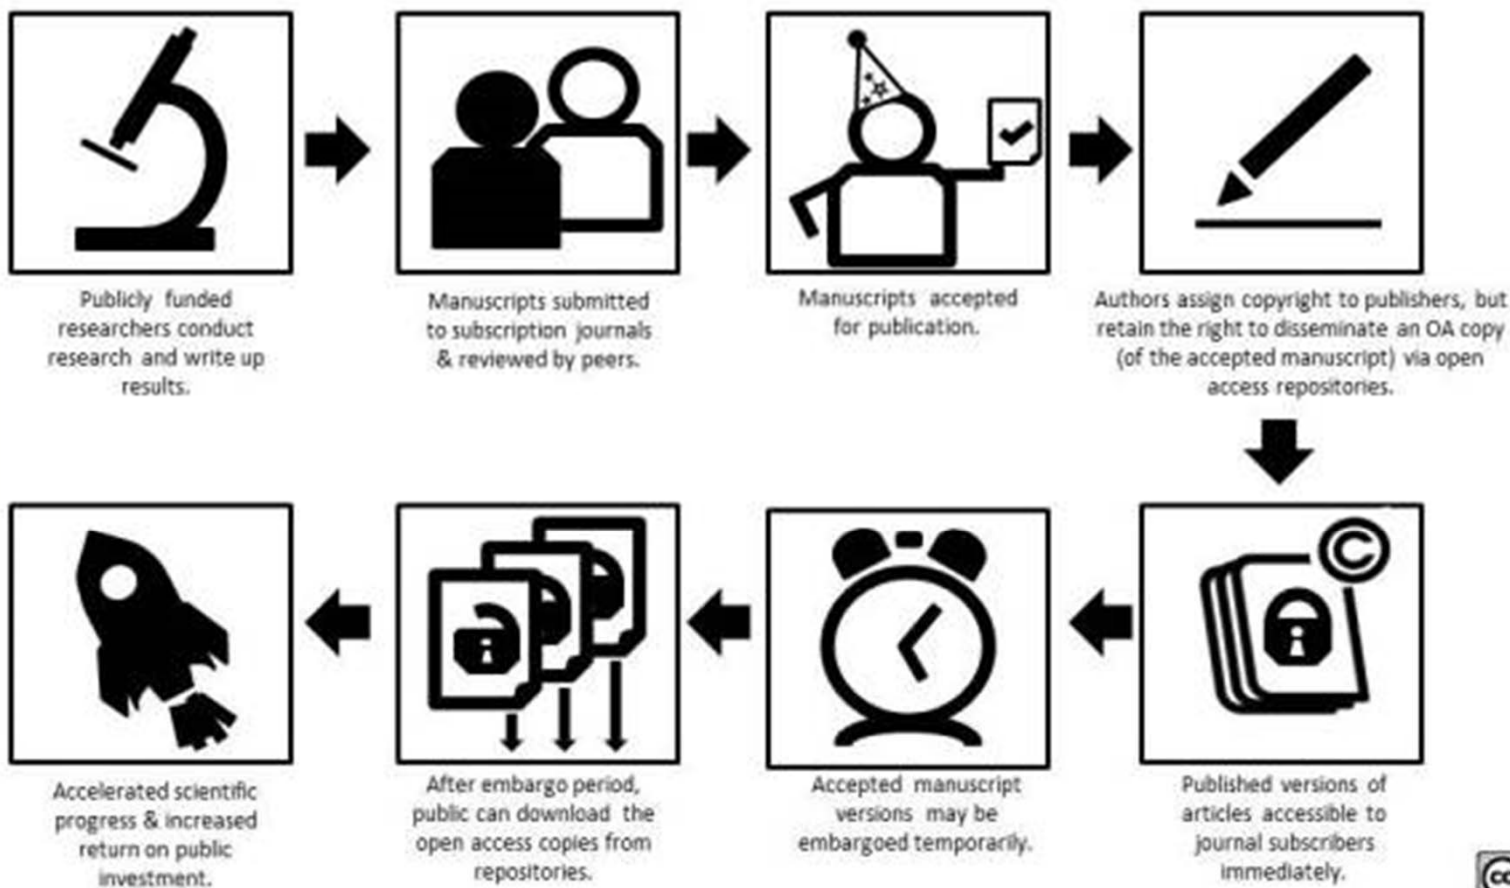 Publicly funded
researchers conduct
research and write up
results.
Manuscripts submitted
to subscription journals
& reviewed by peers.
Manuscripts accepted
for publication.
Authors assign copyright to publishers, but
retain the right to disseminate an OA copy
(of the accepted manuscript) via open
access repositories.
©
Published versions of
articles accessible to
journal subscribers
immediately.
Accepted manuscript
versions may be
embargoed temporarily.
After embargo period,
public can download the
open access copies from
repositories.
Accelerated scientific
progress & increased
return on public
investment.
cc